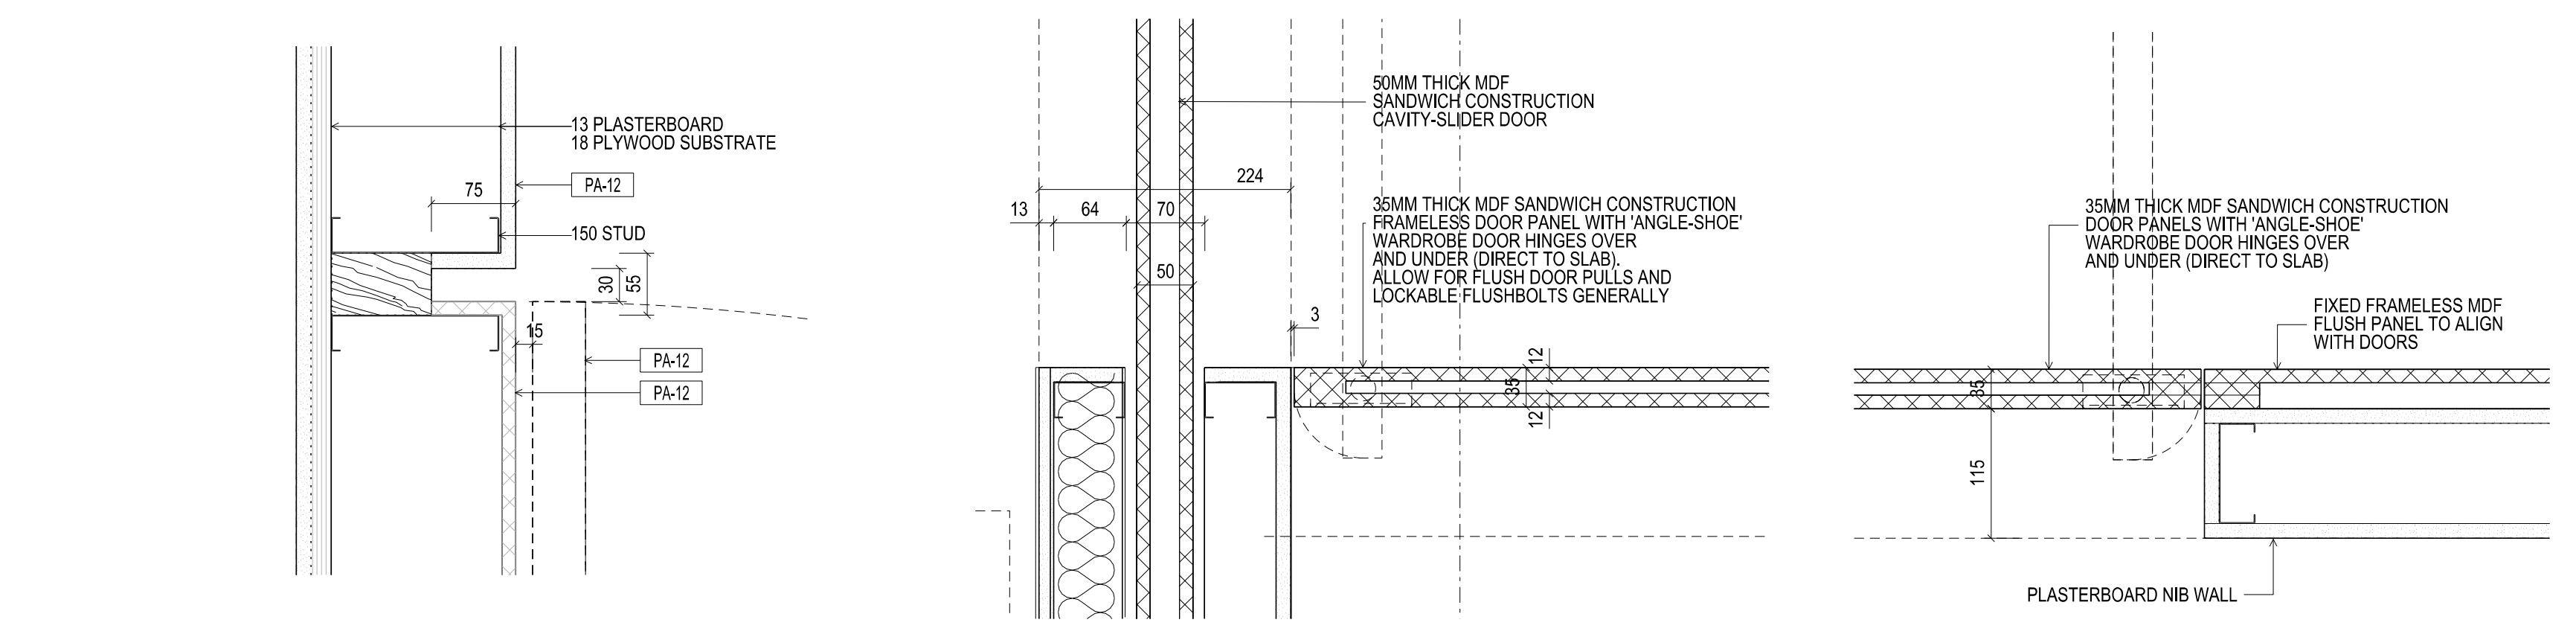 13 PLASTERBOARD
18 PLYWOOD SUBSTRATE
PA-12
75
150 STUD
30
55
15
PA-12
PA-12
50MM THICK MDF
SANDWICH CONSTRUCTION
CAVITY-SLIDER DOOR
224
13
64
70
50
35MM THICK MDF SANDWICH CONSTRUCTION
FRAMELESS DOOR PANEL WITH 'ANGLE-SHOE'
WARDROBE DOOR HINGES OVER
AND UNDER (DIRECT TO SLAB).
ALLOW FOR FLUSH DOOR PULLS AND
LOCKABLE FLUSHBOLTS GENERALLY
3
12
35
12
35MM THICK MDF SANDWICH CONSTRUCTION
DOOR PANELS WITH 'ANGLE-SHOE'
WARDROBE DOOR HINGES OVER
AND UNDER (DIRECT TO SLAB)
FIXED FRAMELESS MDF
FLUSH PANEL TO ALIGN
WITH DOORS
35
115
PLASTERBOARD NIB WALL